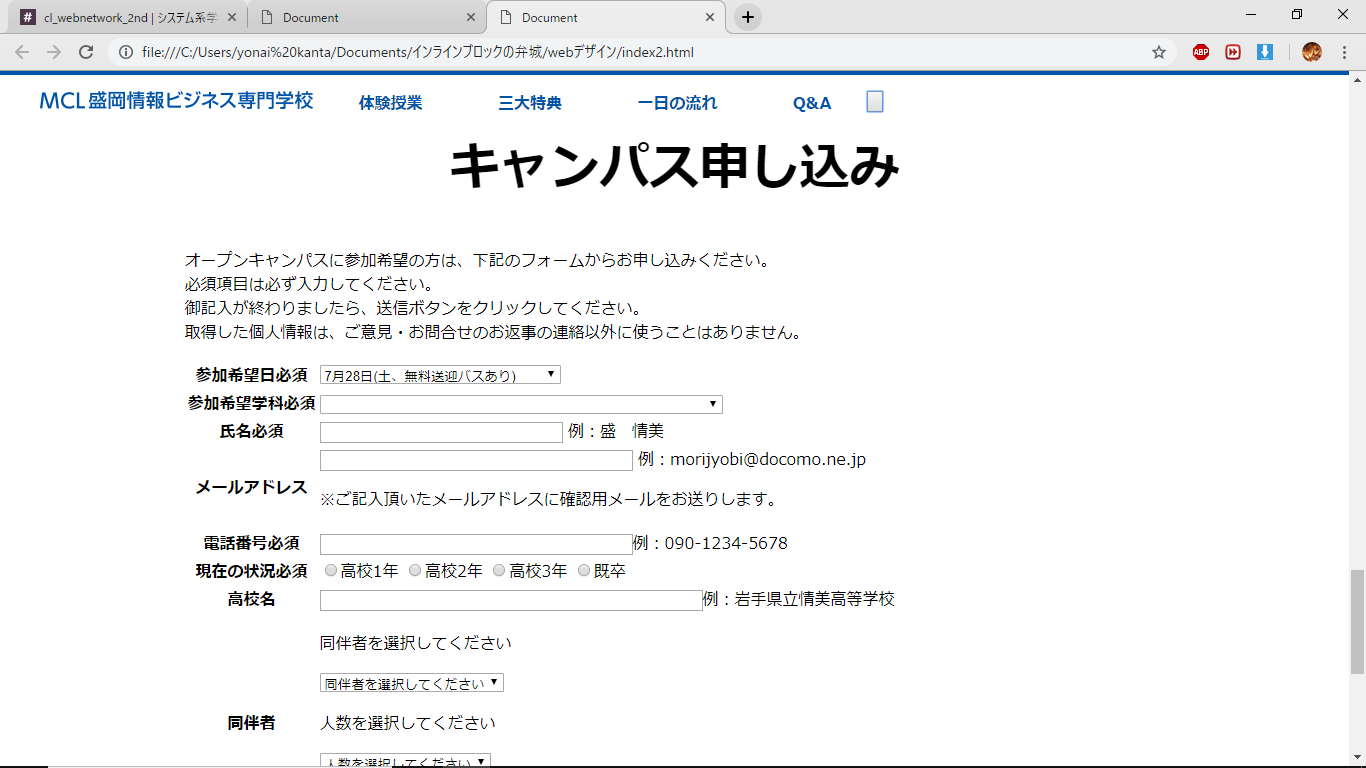 cl_webnetwork_2nd | システム系学
Document
Document
file:///C:/Users/yonai%20kanta/Documents/インラインブロックの弁城/webデザイン/index2.html
ABP
MCL盛岡情報ビジネス専門学校 体験授業 三大特典 一日の流れ Q&A
キャンパス申し込み
オープンキャンパスに参加希望の方は、下記のフォームからお申し込みください。
必須項目は必ず入力してください。
御記入が終わりましたら、送信ボタンをクリックしてください。
取得した個人情報は、ご意見・お問合せのお返事の連絡以外に使うことはありません。
参加希望日必須 7月28日(土、無料送迎バスあり)
参加希望学科必須
氏名必須 例：盛　情美
例：morijyobi@docomo.ne.jp
メールアドレス
※ご記入頂いたメールアドレスに確認用メールをお送りします。
電話番号必須 例：090-1234-5678
現在の状況必須 高校1年 高校2年 高校3年 既卒
高校名 例：岩手県立情美高等学校
同伴者を選択してください
同伴者を選択してください
同伴者 人数を選択してください
人数を選択してください